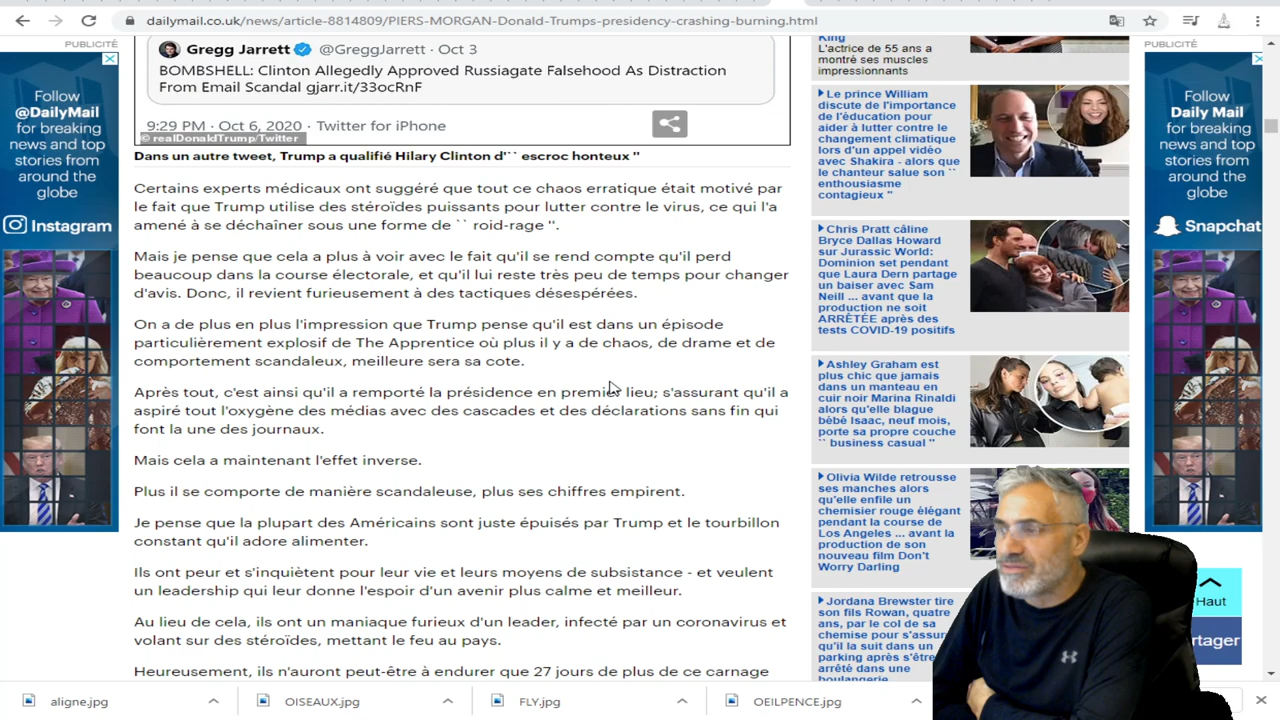 dailymail.co.uk/news/article-8814809/PIERS-MORGAN-Donald-Trumps-presidency-crashing-burning.html
PUBLICITÉ
Follow
@DailyMail
for breaking
news and top
stories from
around the
globe
Instagram
Gregg Jarrett @GreggJarrett · Oct 3
BOMBSHELL: Clinton Allegedly Approved Russiagate Falsehood As Distraction
From Email Scandal gjarr.it/33ocRnF
9:29 PM · Oct 6, 2020 · Twitter for iPhone
© realDonaldTrump/Twitter
Dans un autre tweet, Trump a qualifié Hilary Clinton d'`` escroc honteux ''
Certains experts médicaux ont suggéré que tout ce chaos erratique était motivé par
le fait que Trump utilise des stéroïdes puissants pour lutter contre le virus, ce qui l'a
amené à se déchaîner sous une forme de `` roid-rage ''.
Mais je pense que cela a plus à voir avec le fait qu'il se rend compte qu'il perd
beaucoup dans la course électorale, et qu'il lui reste très peu de temps pour changer
d'avis. Donc, il revient furieusement à des tactiques désespérées.
On a de plus en plus l'impression que Trump pense qu'il est dans un épisode
particulièrement explosif de The Apprentice où plus il y a de chaos, de drame et de
comportement scandaleux, meilleure sera sa cote.
Après tout, c'est ainsi qu'il a remporté la présidence en premier lieu; s'assurant qu'il a
aspiré tout l'oxygène des médias avec des cascades et des déclarations sans fin qui
font la une des journaux.
Mais cela a maintenant l'effet inverse.
Plus il se comporte de manière scandaleuse, plus ses chiffres empirent.
Je pense que la plupart des Américains sont juste épuisés par Trump et le tourbillon
constant qu'il adore alimenter.
Ils ont peur et s'inquiètent pour leur vie et leurs moyens de subsistance - et veulent
un leadership qui leur donne l'espoir d'un avenir plus calme et meilleur.
Au lieu de cela, ils ont un maniaque furieux d'un leader, infecté par un coronavirus et
volant sur des stéroïdes, mettant le feu au pays.
Heureusement, ils n'auront peut-être à endurer que 27 jours de plus de ce carnage
King
L'actrice de 55 ans a
montré ses muscles
impressionnants
Le prince William
discute de l'importance
de l'éducation pour
aider à lutter contre le
changement climatique
lors d'un appel vidéo
avec Shakira - alors que
le chanteur salue son ``
enthousiasme
contagieux ''
Chris Pratt câline
Bryce Dallas Howard
sur Jurassic World:
Dominion set pendant
que Laura Dern partage
un baiser avec Sam
Neill ... avant que la
production ne soit
ARRÊTÉE après des
tests COVID-19 positifs
Ashley Graham est
plus chic que jamais
dans un manteau en
cuir noir Marina Rinaldi
alors qu'elle blague
bébé Isaac, neuf mois,
porte sa propre couche
`` business casual ''
Olivia Wilde retrousse
ses manches alors
qu'elle enfile un
chemisier rouge élégant
pendant la course de
Los Angeles ... avant la
production de son
nouveau film Don't
Worry Darling
Jordana Brewster tire
son fils Rowan, quatre
ans, par le col de sa
chemise pour s'assur
qu'il la suit dans un
parking après s'être
arrêté dans une
boulangerie
PUBLICITÉ
Follow
Daily Mail
for breaking
news and top
stories from
around the
globe
Snapchat
Haut
rtager
aligne.jpg
OISEAUX.jpg
FLY.jpg
OEILPENCE.jpg